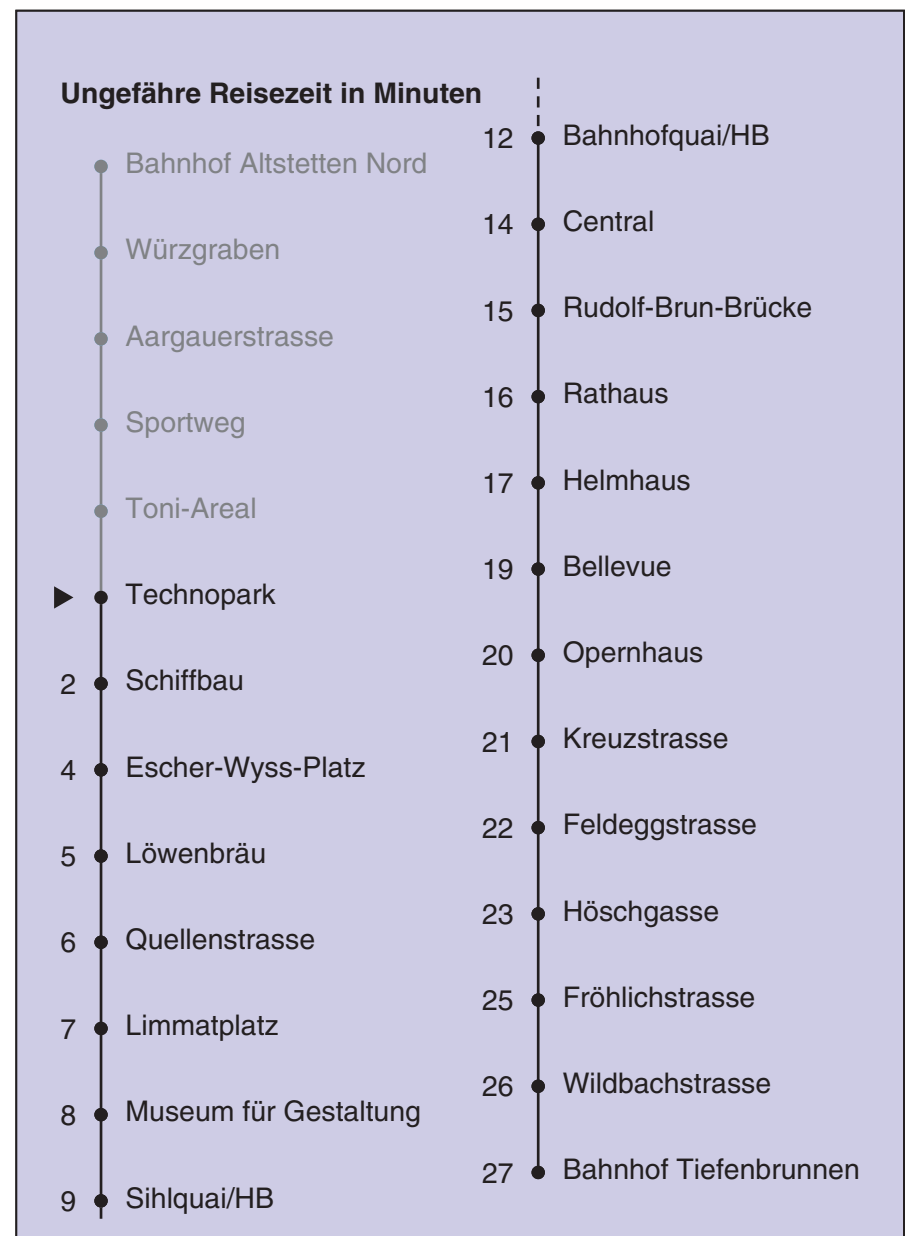 Ungefähre Reisezeit in Minuten
Bahnhof Altstetten Nord
Würzgraben
Aargauerstrasse
Sportweg
Toni-Areal
Technopark
2 Schiffbau
4 Escher-Wyss-Platz
5 Löwenbräu
6 Quellenstrasse
7 Limmatplatz
8 Museum für Gestaltung
9 Sihlquai/HB
12 Bahnhofquai/HB
14 Central
15 Rudolf-Brun-Brücke
16 Rathaus
17 Helmhaus
19 Bellevue
20 Opernhaus
21 Kreuzstrasse
22 Feldeggstrasse
23 Höschgasse
25 Fröhlichstrasse
26 Wildbachstrasse
27 Bahnhof Tiefenbrunnen